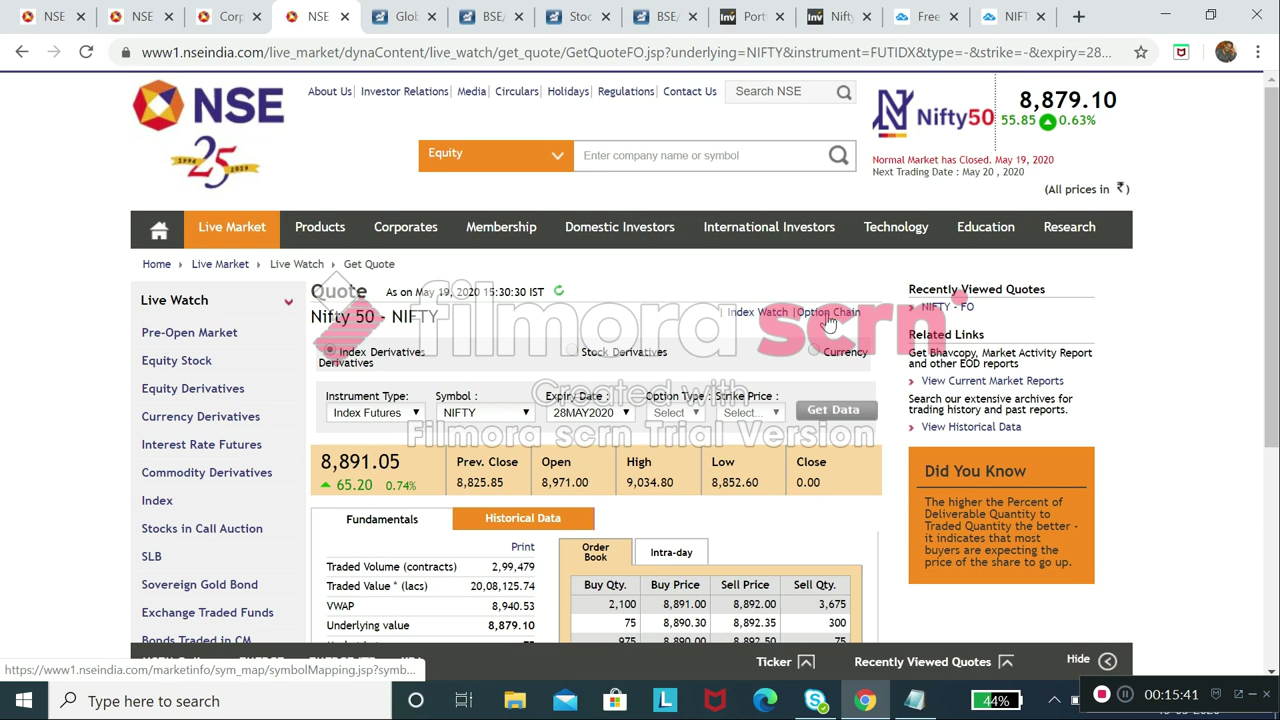 NSE
NSE
Corp
NSE
Glob
BSE/
Stoc
BSE/
Port
Nifty
Free
NIFT
www1.nseindia.com/live_market/dynaContent/live_watch/get_quote/GetQuoteFO.jsp?underlying=NIFTY&instrument=FUTIDX&type=-&strike=-&expiry=28...
NSE
25
About Us | Investor Relations | Media | Circulars | Holidays | Regulations | Contact Us
Search NSE
Nifty50
8,879.10
55.85 0.63%
Equity
Enter company name or symbol
Normal Market has Closed. May 19, 2020
Next Trading Date : May 20 , 2020
(All prices in ₹)
Live Market
Products
Corporates
Membership
Domestic Investors
International Investors
Technology
Education
Research
Home Live Market Live Watch Get Quote
Live Watch
Pre-Open Market
Equity Stock
Equity Derivatives
Currency Derivatives
Interest Rate Futures
Commodity Derivatives
Index
Stocks in Call Auction
SLB
Sovereign Gold Bond
Exchange Traded Funds
Bonds Traded in CM
Quote As on May 19, 2020 15:30:30 IST
Nifty 50 - NIFTY
| Index Watch | Option Chain
Index Derivatives Stock Derivatives Currency
Derivatives
filmora scrn
Created with
Filmora scrn Trial Version
Instrument Type: Symbol : Expiry Date : Option Type : Strike Price :
Index Futures NIFTY 28MAY2020 Select Select...
Get Data
8,891.05
65.20 0.74%
Prev. Close Open High Low Close
8,825.85 8,971.00 9,034.80 8,852.60 0.00
Fundamentals
Historical Data
Print
Traded Volume (contracts) 2,99,479
Traded Value * (lacs) 20,08,125.74
VWAP 8,940.53
Underlying value 8,879.10
Order
Book
Intra-day
Buy Qty. Buy Price Sell Price Sell Qty.
2,100 8,891.00 8,892.00 3,675
75 8,890.30 8,892.35 300
975 8,890.00 8,892.50 75
Recently Viewed Quotes
NIFTY - FO
Related Links
Get Bhavcopy, Market Activity Report
and other EOD reports
View Current Market Reports
Search our extensive archives for
trading history and past reports.
View Historical Data
Did You Know
The higher the Percent of
Deliverable Quantity to
Traded Quantity the better -
it indicates that most
buyers are expecting the
price of the share to go up.
Ticker
Recently Viewed Quotes
Hide
https://www1.nseindia.com/marketinfo/sym_map/symbolMapping.jsp?symb...
Type here to search
44%
00:15:41